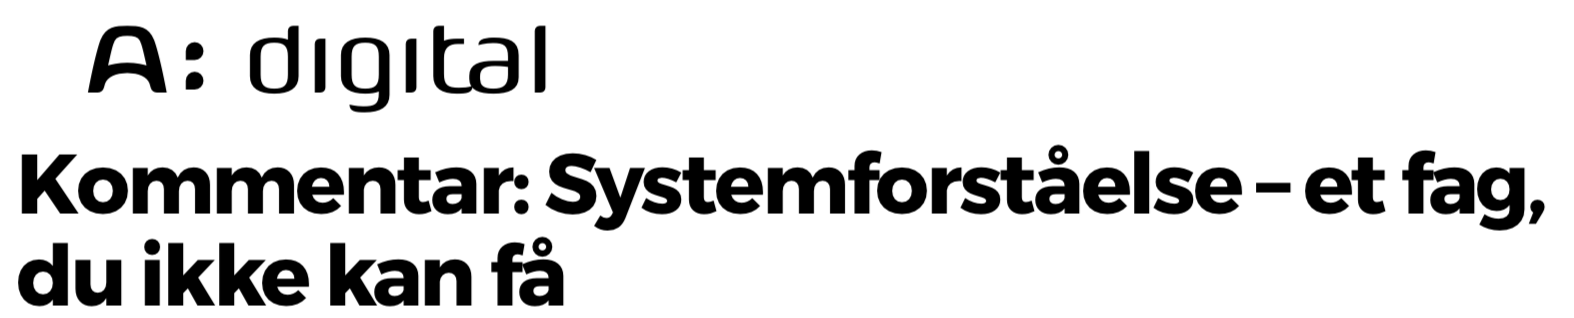 A: digital
Kommentar: Systemforståelse – et fag,
du ikke kan få